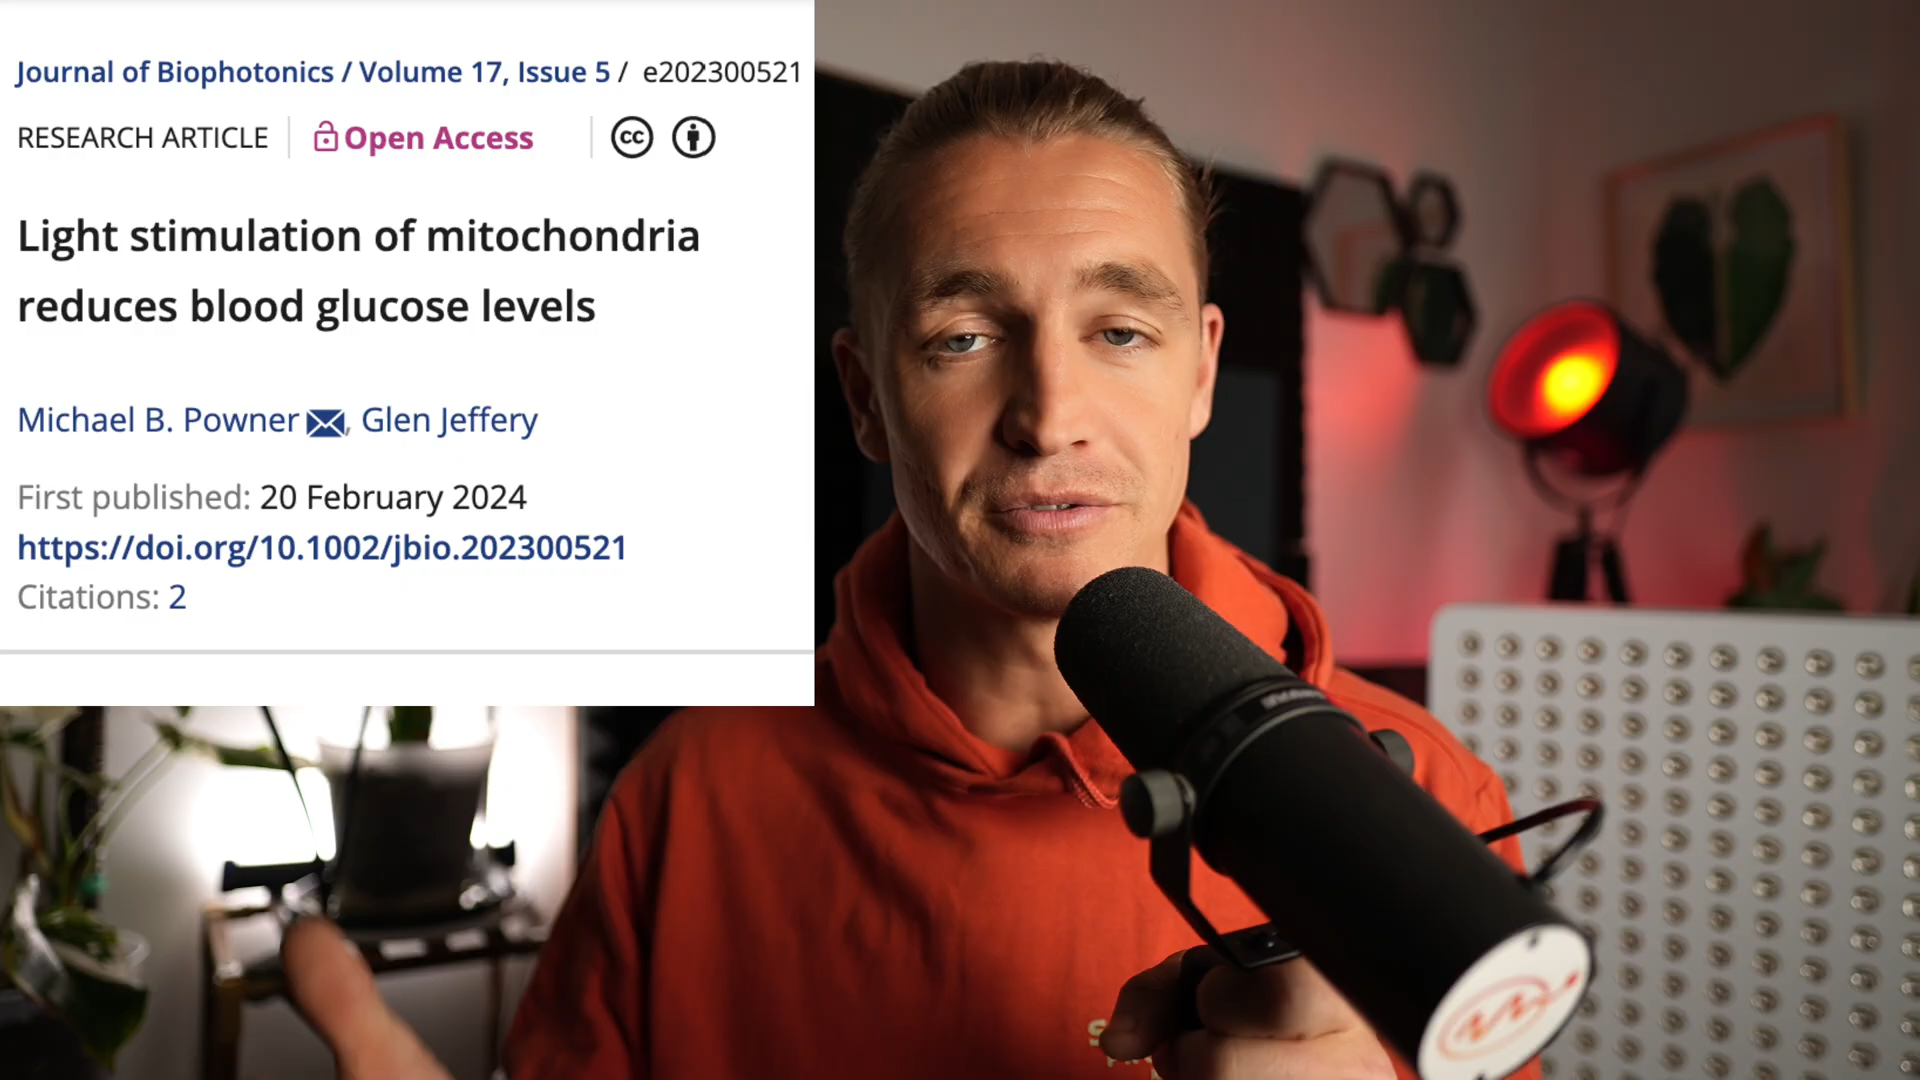 Journal of Biophotonics / Volume 17, Issue 5 / e202300521
RESEARCH ARTICLE Open Access
Light stimulation of mitochondria
reduces blood glucose levels
Michael B. Powner, Glen Jeffery
First published: 20 February 2024
https://doi.org/10.1002/jbio.202300521
Citations: 2